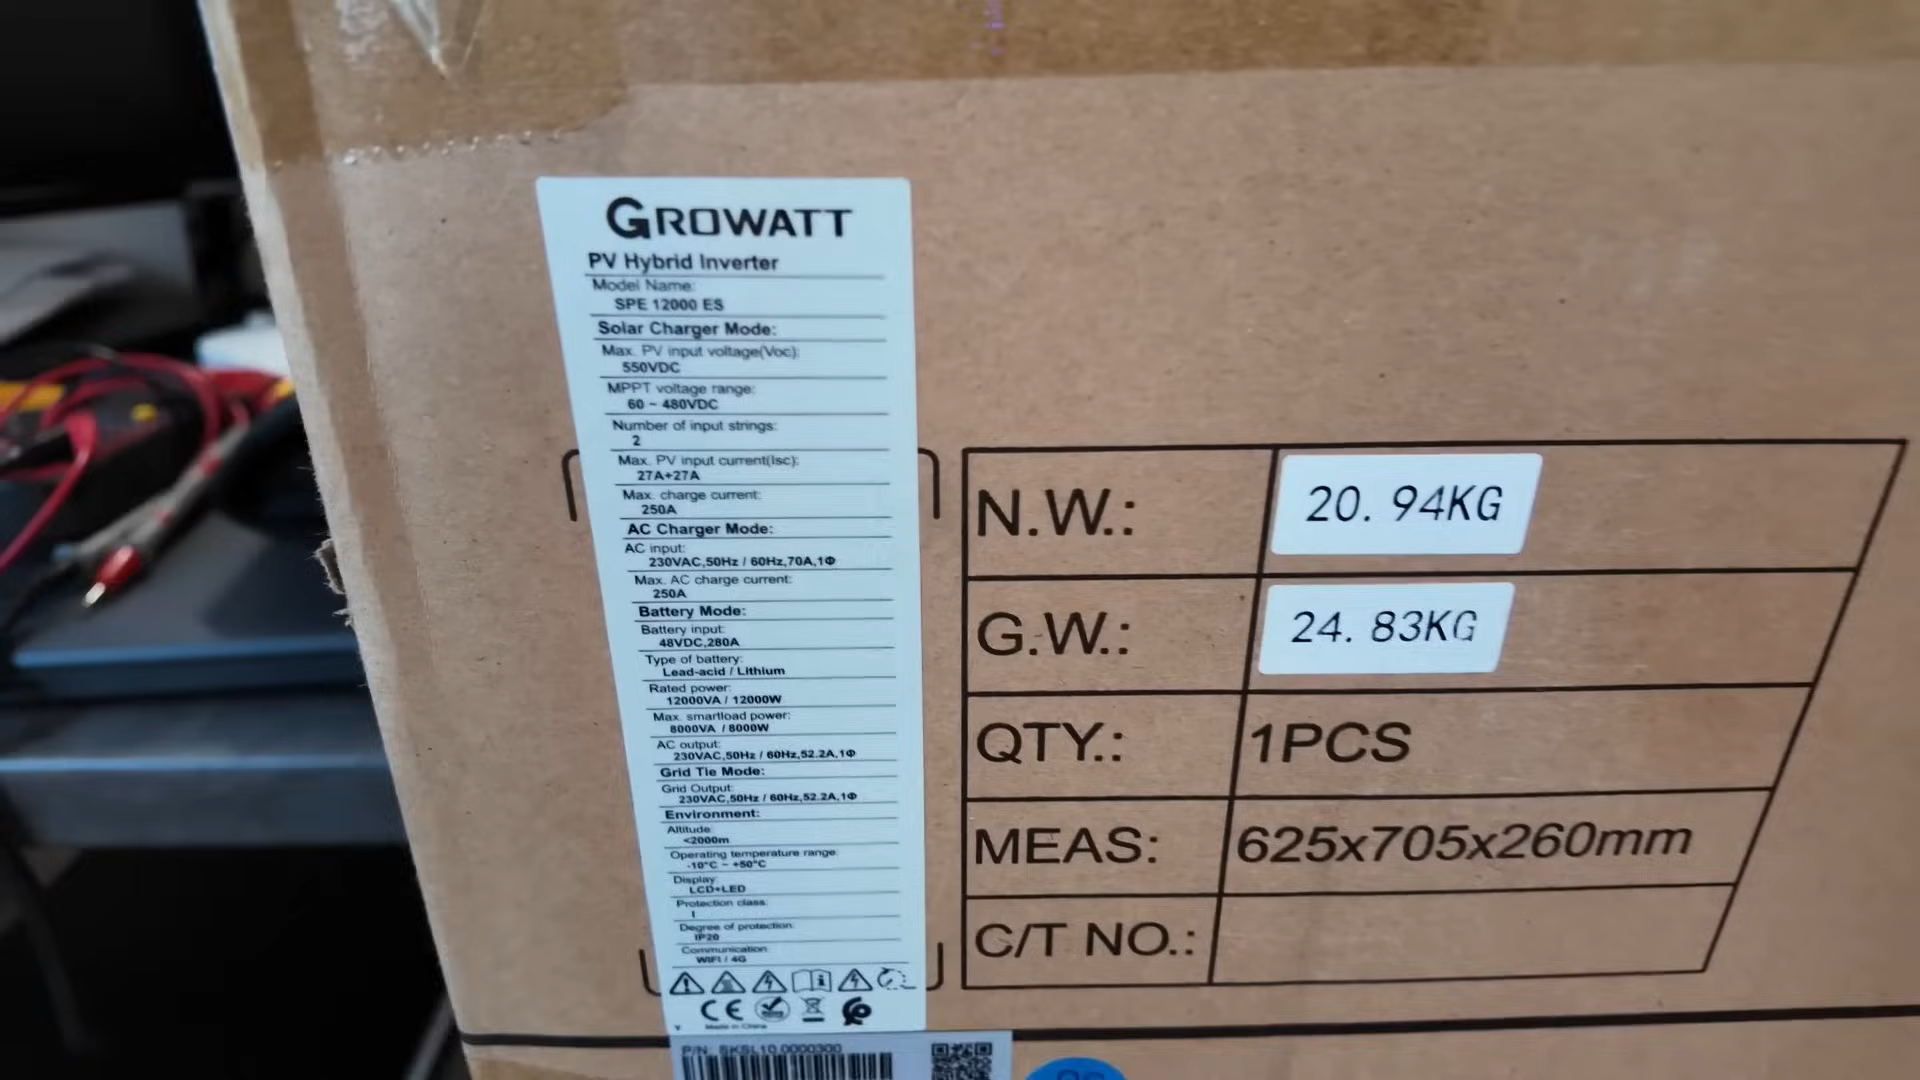 GROWATT
PV Hybrid Inverter
Model Name:
SPE 12000 ES
Solar Charger Mode:
Max. PV input voltage(Voc):
550VDC
MPPT voltage range:
60 ~ 480VDC
Number of input strings:
2
Max. PV input current(Isc):
27A+27A
Max. charge current:
250A
AC Charger Mode:
AC input:
230VAC,50Hz / 60Hz,70A,1Φ
Max. AC charge current:
250A
Battery Mode:
Battery input:
48VDC,280A
Type of battery:
Lead-acid / Lithium
Rated power:
12000VA / 12000W
Max. smartload power:
8000VA / 8000W
AC output:
230VAC,50Hz / 60Hz,52.2A,1Φ
Grid Tie Mode:
Grid Output:
230VAC,50Hz / 60Hz,52.2A,1Φ
Environment:
Altitude:
<2000m
Operating temperature range:
-10°C ~ +50°C
Display:
LCD+LED
Protection class:
I
Degree of protection:
IP20
Communication:
WIFI / 4G
CE
Made in China
P/N: SKSL10.0000300
N.W.: 20.94KG
G.W.: 24.83KG
QTY.: 1PCS
MEAS: 625x705x260mm
C/T NO.: